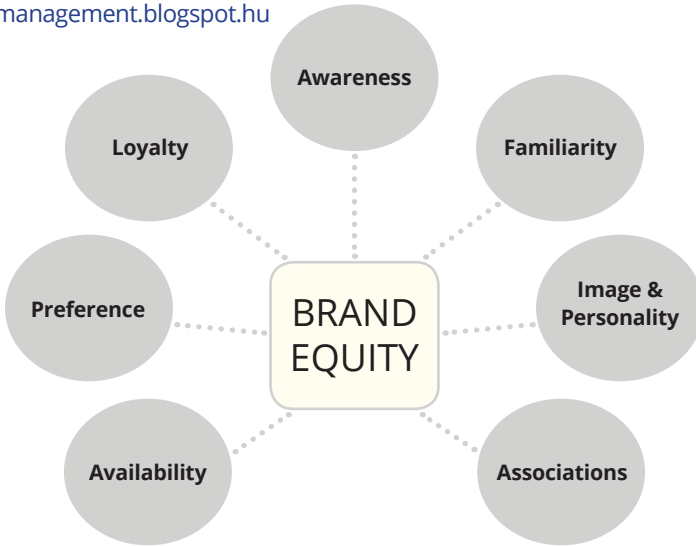 management.blogspot.hu
Awareness
Loyalty
Familiarity
Preference
BRAND
EQUITY
Image &
Personality
Availability
Associations